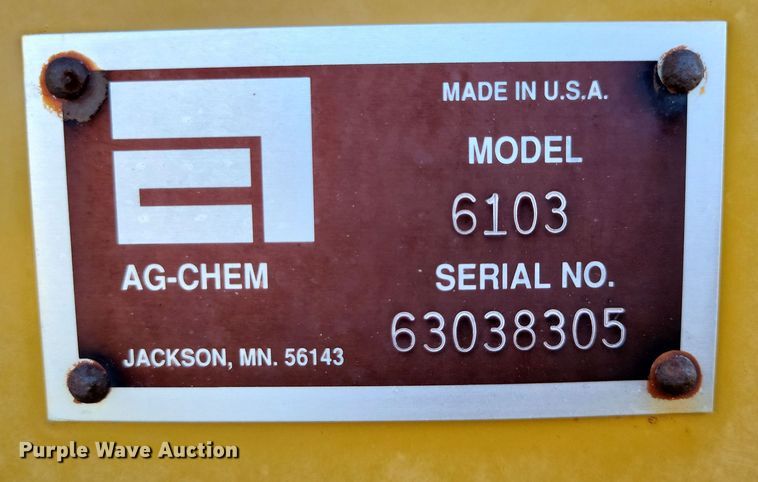 MADE IN U.S.A.
MODEL
6103
AG-CHEM
SERIAL NO.
63038305
JACKSON, MN. 56143
Purple Wave Auction